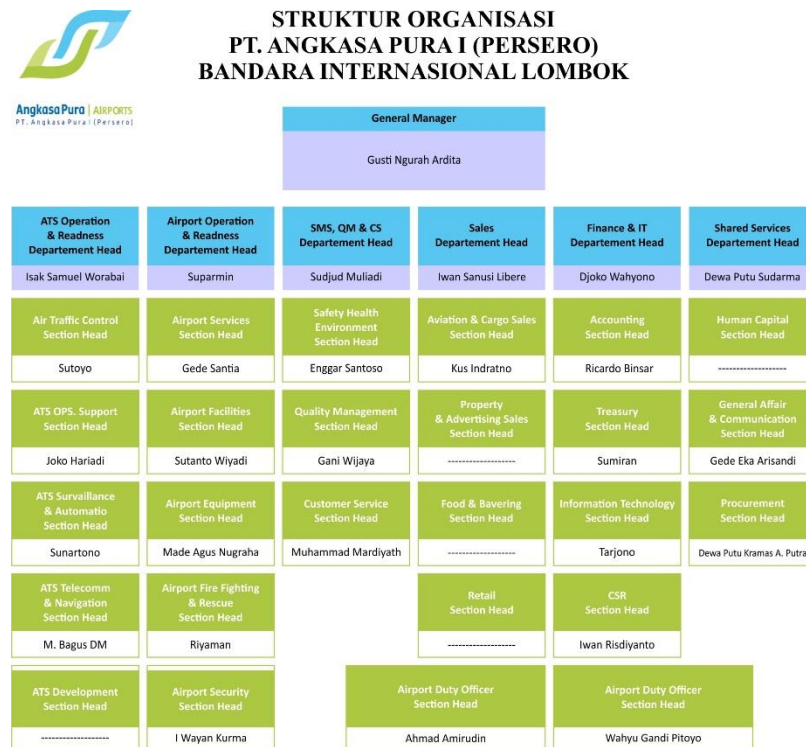 STRUKTUR ORGANISASI
PT. ANGKASA PURA I (PERSERO)
BANDARA INTERNASIONAL LOMBOK
AngkasaPura | AIRPORTS
PT. Angkasa Pura I (Persero)
General Manager
Gusti Ngurah Ardita
ATS Operation
& Readness
Departement Head
Isak Samuel Worabai
Airport Operation
& Readness
Departement Head
Suparmin
SMS, QM & CS
Departement Head
Sudjud Muliadi
Sales
Departement Head
Iwan Sanusi Libere
Finance & IT
Departement Head
Djoko Wahyono
Shared Services
Departement Head
Dewa Putu Sudarma
Air Traffic Control
Section Head
Sutoyo
Airport Services
Section Head
Gede Santia
Safety Health
Environment
Section Head
Enggar Santoso
Aviation & Cargo Sales
Section Head
Kus Indratno
Accounting
Section Head
Ricardo Binsar
Human Capital
Section Head
------------------
ATS OPS. Support
Section Head
Joko Hariadi
Airport Facilities
Section Head
Sutanto Wiyadi
Quality Management
Section Head
Gani Wijaya
Property
& Advertising Sales
Section Head
------------------
Treasury
Section Head
Sumiran
General Affair
& Communication
Section Head
Gede Eka Arisandi
ATS Survaillance
& Automatio
Section Head
Sunartono
Airport Equipment
Section Head
Made Agus Nugraha
Customer Service
Section Head
Muhammad Mardiyath
Food & Bavering
Section Head
------------------
Information Technology
Section Head
Tarjono
Procurement
Section Head
Dewa Putu Kramas A. Putra
ATS Telecomm
& Navigation
Section Head
M. Bagus DM
Airport Fire Fighting
& Rescue
Section Head
Riyaman
Retail
Section Head
------------------
CSR
Section Head
Iwan Risdiyanto
ATS Development
Section Head
------------------
Airport Security
Section Head
I Wayan Kurma
Airport Duty Officer
Section Head
Ahmad Amirudin
Airport Duty Officer
Section Head
Wahyu Gandi Pitoyo